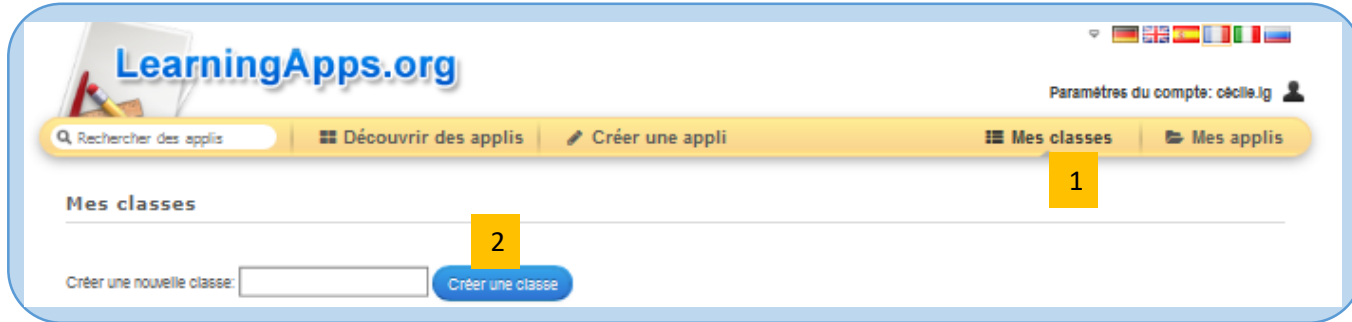 LearningApps.org
Paramètres du compte: cécile.lg
Rechercher des applis
Découvrir des applis
Créer une appli
Mes classes
Mes applis
1
Mes classes
2
Créer une nouvelle classe:
Créer une classe